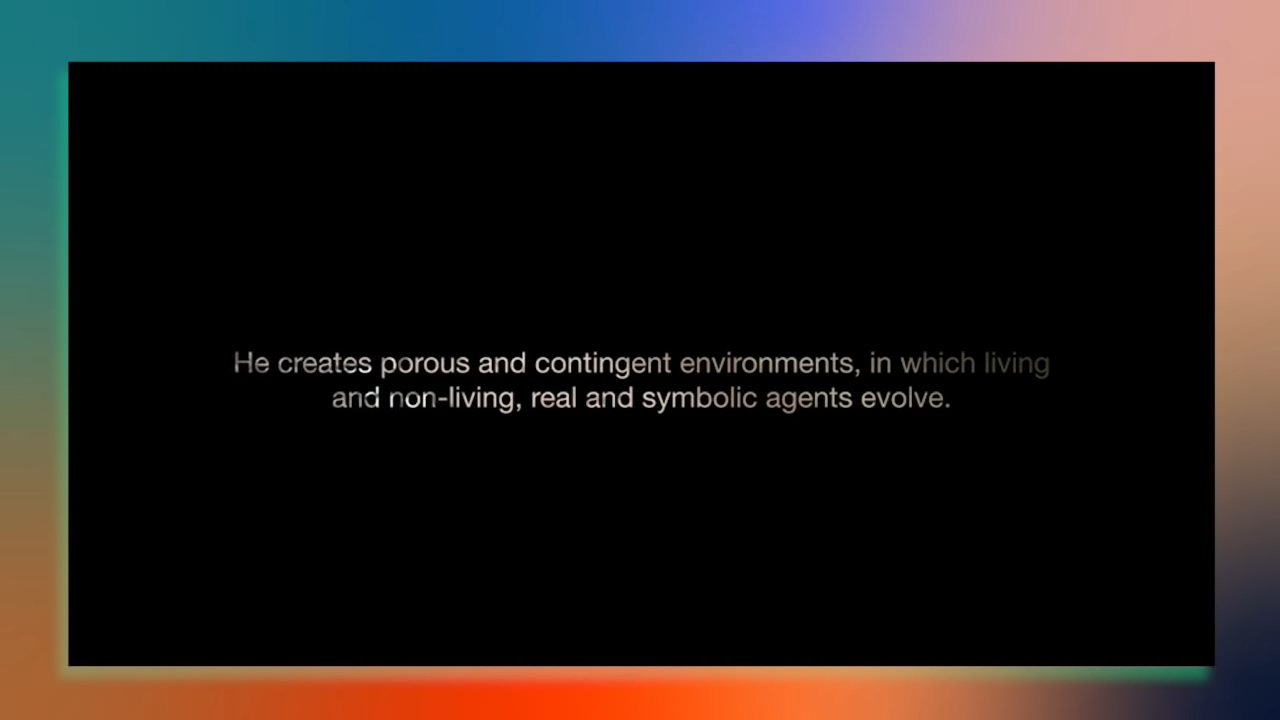 He creates porous and contingent environments, in which living
and non-living, real and symbolic agents evolve.